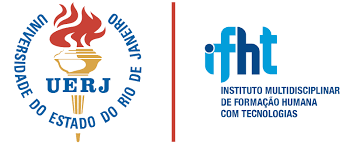 UNIVERSIDADE DO ESTADO DO RIO DE JANEIRO
UERJ
ifht
INSTITUTO MULTIDISCIPLINAR
DE FORMAÇÃO HUMANA
COM TECNOLOGIAS